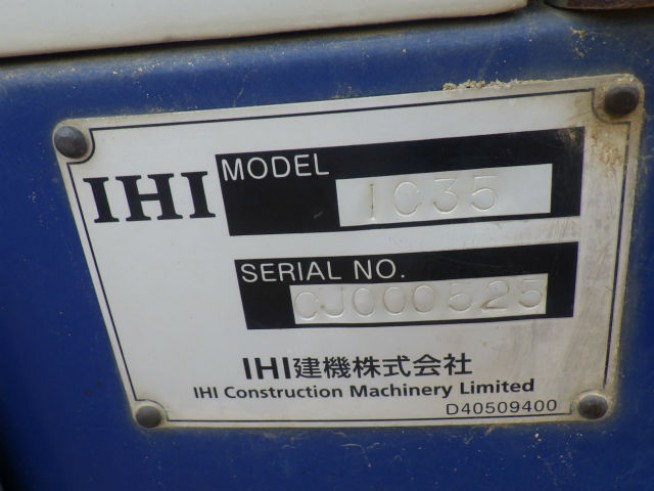 IHI
MODEL
IC35
SERIAL NO.
CJ000525
IHI建機株式会社
IHI Construction Machinery Limited
D40509400